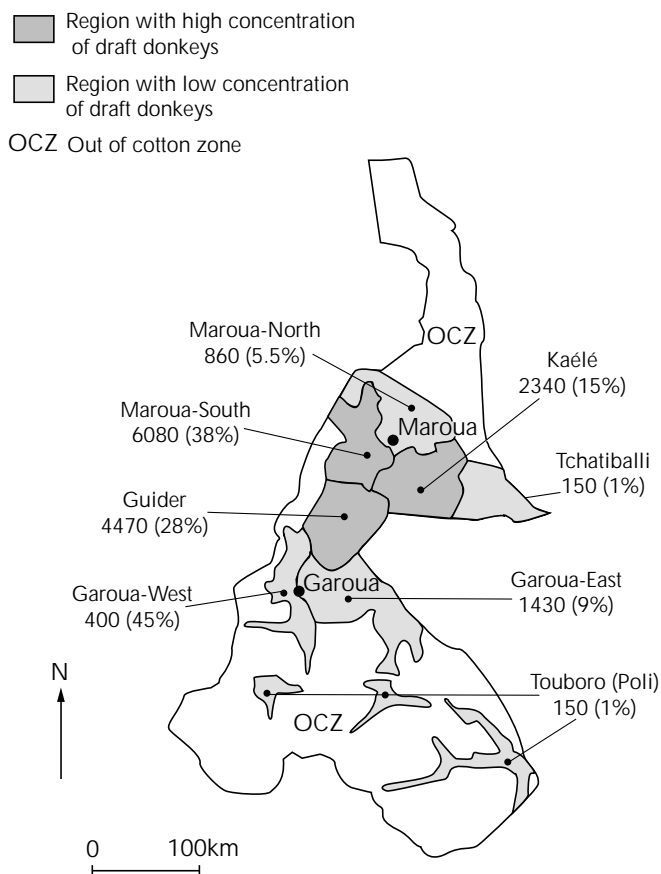 Region with high concentration
of draft donkeys
Region with low concentration
of draft donkeys
OCZ Out of cotton zone
OCZ
Maroua-North
860 (5.5%)
Kaélé
2340 (15%)
Maroua-South
6080 (38%)
Maroua
Tchatiballi
150 (1%)
Guider
4470 (28%)
Garoua-West
400 (45%)
Garoua
Garoua-East
1430 (9%)
N
Touboro (Poli)
150 (1%)
OCZ
0 100km